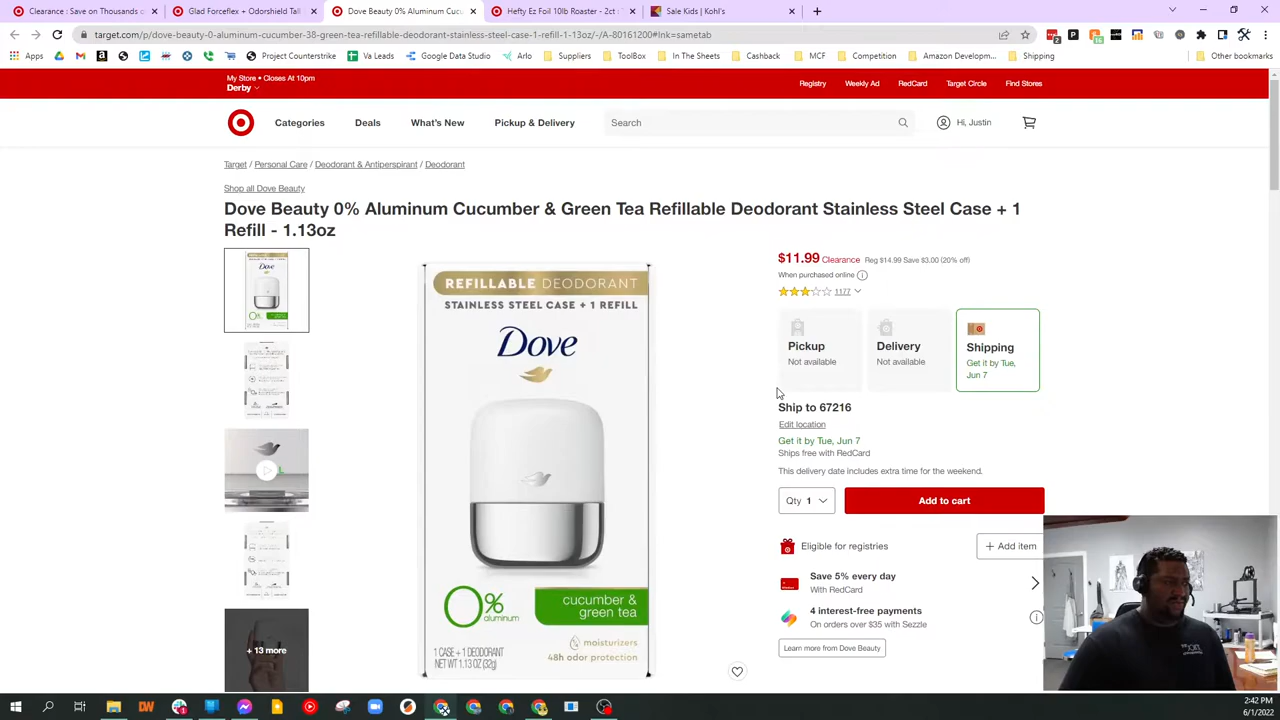 Clearance : Save on Thousands o
Glad Forceflex + Odorshield Tall
Dove Beauty 0% Aluminum Cucu
Hefty Ez Foil 10lb Roaster - 2ct :
Sale Kids | Kohl's
target.com/p/dove-beauty-0-aluminum-cucumber-38-green-tea-refillable-deodorant-stainless-steel-case-1-refill-1-13oz/-/A-80161200#lnk=sametab
Apps
Project Counterstrike
Va Leads
Google Data Studio
Arlo
Suppliers
ToolBox
In The Sheets
Cashback
MCF
Competition
Amazon Developm...
Shipping
Other bookmarks
My Store • Closes At 10pm
Derby
Registry
Weekly Ad
RedCard
Target Circle
Find Stores
Categories
Deals
What's New
Pickup & Delivery
Search
Hi, Justin
Target / Personal Care / Deodorant & Antiperspirant / Deodorant
Shop all Dove Beauty
Dove Beauty 0% Aluminum Cucumber & Green Tea Refillable Deodorant Stainless Steel Case + 1
Refill - 1.13oz
REFILLABLE DEODORANT
STAINLESS STEEL CASE + 1 REFILL
Dove
0% aluminum
cucumber &
green tea
moisturizers
48h odor protection
1 CASE + 1 DEODORANT
NET WT 1.13 OZ (32g)
+ 13 more
$11.99 Clearance Reg $14.99 Save $3.00 (20% off)
When purchased online
1177
Pickup
Not available
Delivery
Not available
Shipping
Get it by Tue,
Jun 7
Ship to 67216
Edit location
Get it by Tue, Jun 7
Ships free with RedCard
This delivery date includes extra time for the weekend.
Qty 1
Add to cart
Eligible for registries
Add item
Save 5% every day
With RedCard
4 interest-free payments
On orders over $35 with Sezzle
Learn more from Dove Beauty
2:42 PM
6/1/2022